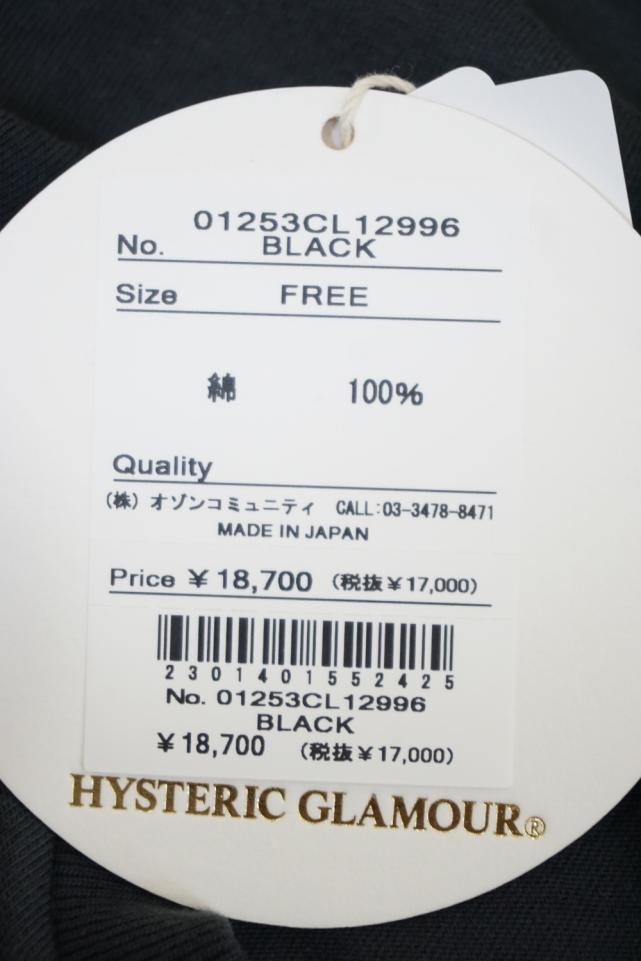 01253CL12996
No. BLACK
Size FREE
綿 100%
Quality
(株) オゾンコミュニティ CALL:03-3478-8471
MADE IN JAPAN
Price ¥18,700 (税抜¥17,000)
2301401552425
No. 01253CL12996
BLACK
¥18,700 (税抜¥17,000)
HYSTERIC GLAMOUR®